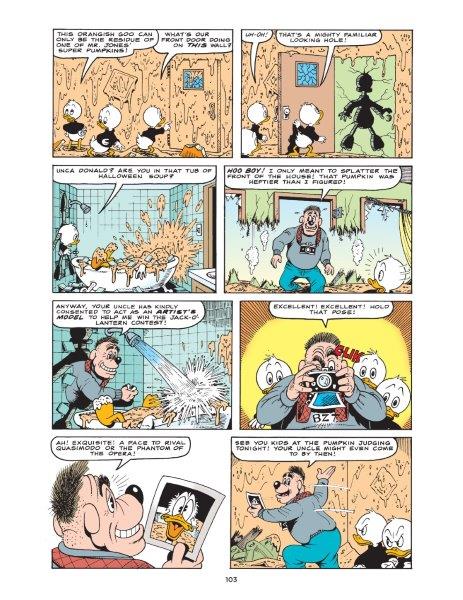 THIS ORANGISH GOO CAN
ONLY BE THE RESIDUE OF
ONE OF MR. JONES'
SUPER PUMPKINS!
WHAT'S OUR
FRONT DOOR DOING
ON THIS WALL?
UH-OH!
THAT'S A MIGHTY FAMILIAR
LOOKING HOLE!
UNCA DONALD? ARE YOU IN THAT TUB OF
HALLOWEEN SOUP?
HOO BOY! I ONLY MEANT TO SPLATTER THE
FRONT OF THE HOUSE! THAT PUMPKIN WAS
HEFTIER THAN I FIGURED!
ANYWAY, YOUR UNCLE HAS KINDLY
CONSENTED TO ACT AS AN ARTIST'S
MODEL TO HELP ME WIN THE JACK-O'-
LANTERN CONTEST!
EXCELLENT! EXCELLENT! HOLD
THAT POSE!
CLIK
BZT
AH! EXQUISITE! A FACE TO RIVAL
QUASIMODO OR THE PHANTOM OF
THE OPERA!
SEE YOU KIDS AT THE PUMPKIN JUDGING
TONIGHT! YOUR UNCLE MIGHT EVEN COME
TO BY THEN!
103